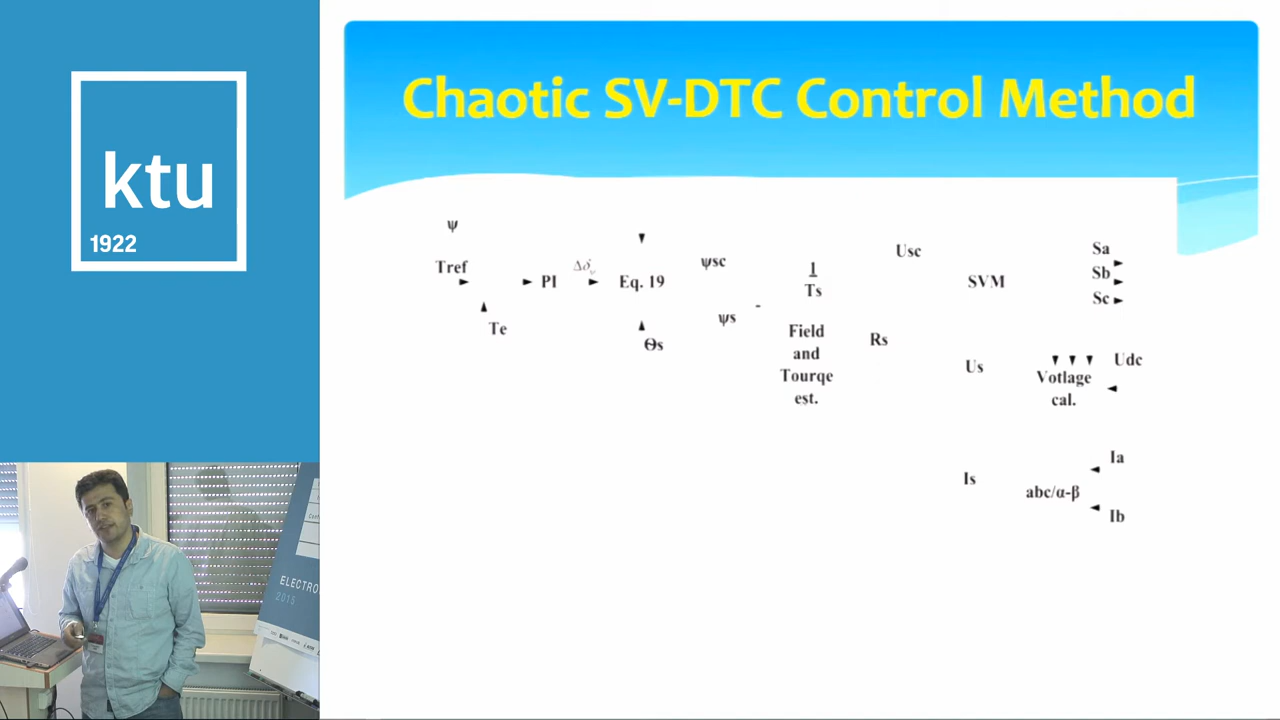 ktu
1922
Chaotic SV-DTC Control Method
ψ
Tref
Te
PI
Eq. 19
Θs
ψsc
ψs
-
1
Ts
Field
and
Tourqe
est.
Usc
Rs
SVM
Us
Is
Sa
Sb
Sc
Udc
Votlage
cal.
abc/α-β
Ia
Ib
ELECTRO
2015